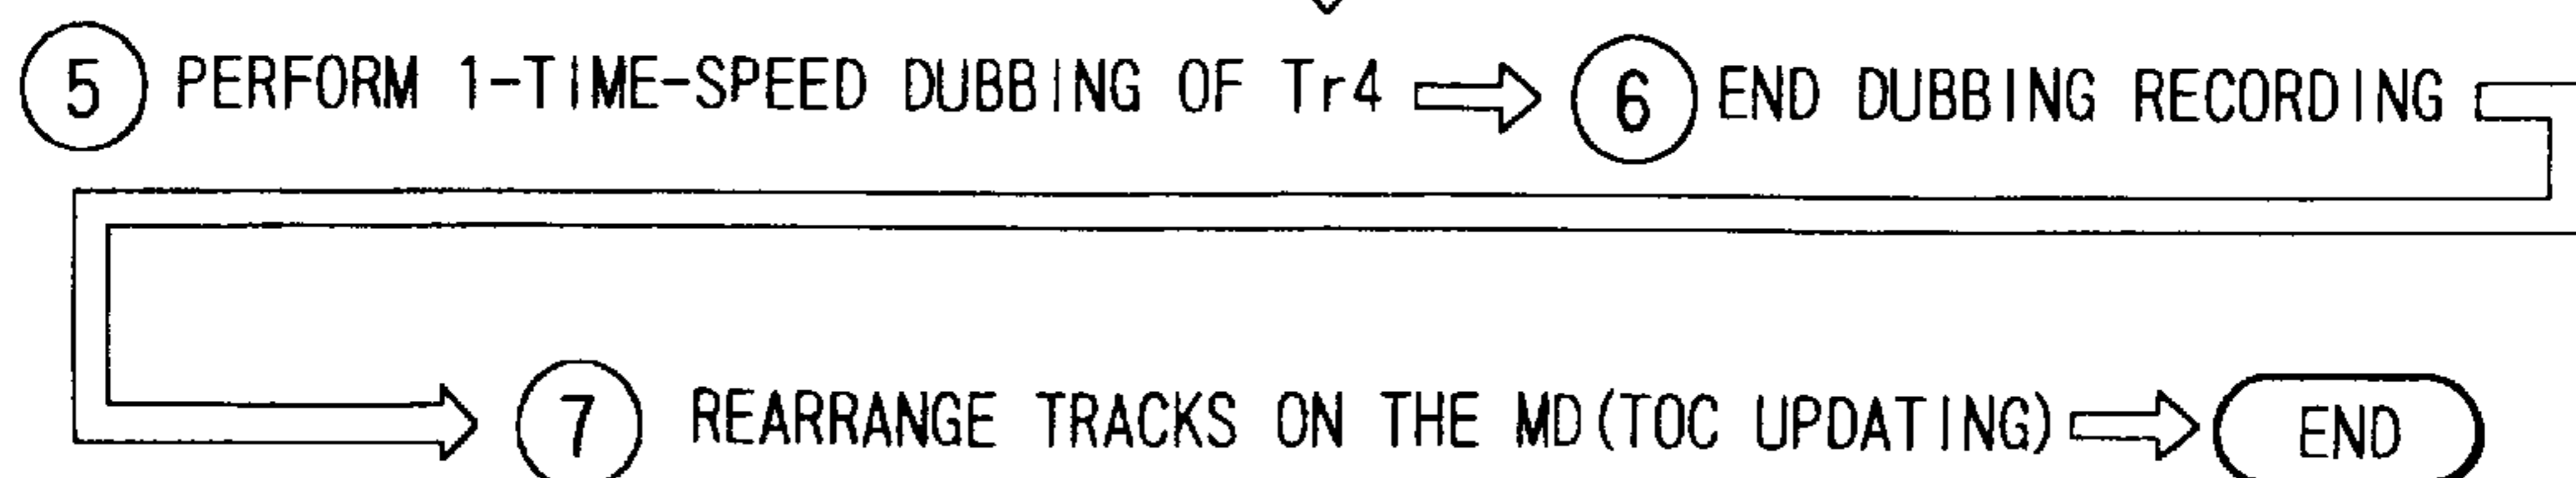 5 PERFORM 1-TIME-SPEED DUBBING OF Tr4 6 END DUBBING RECORDING
7 REARRANGE TRACKS ON THE MD(TOC UPDATING) END